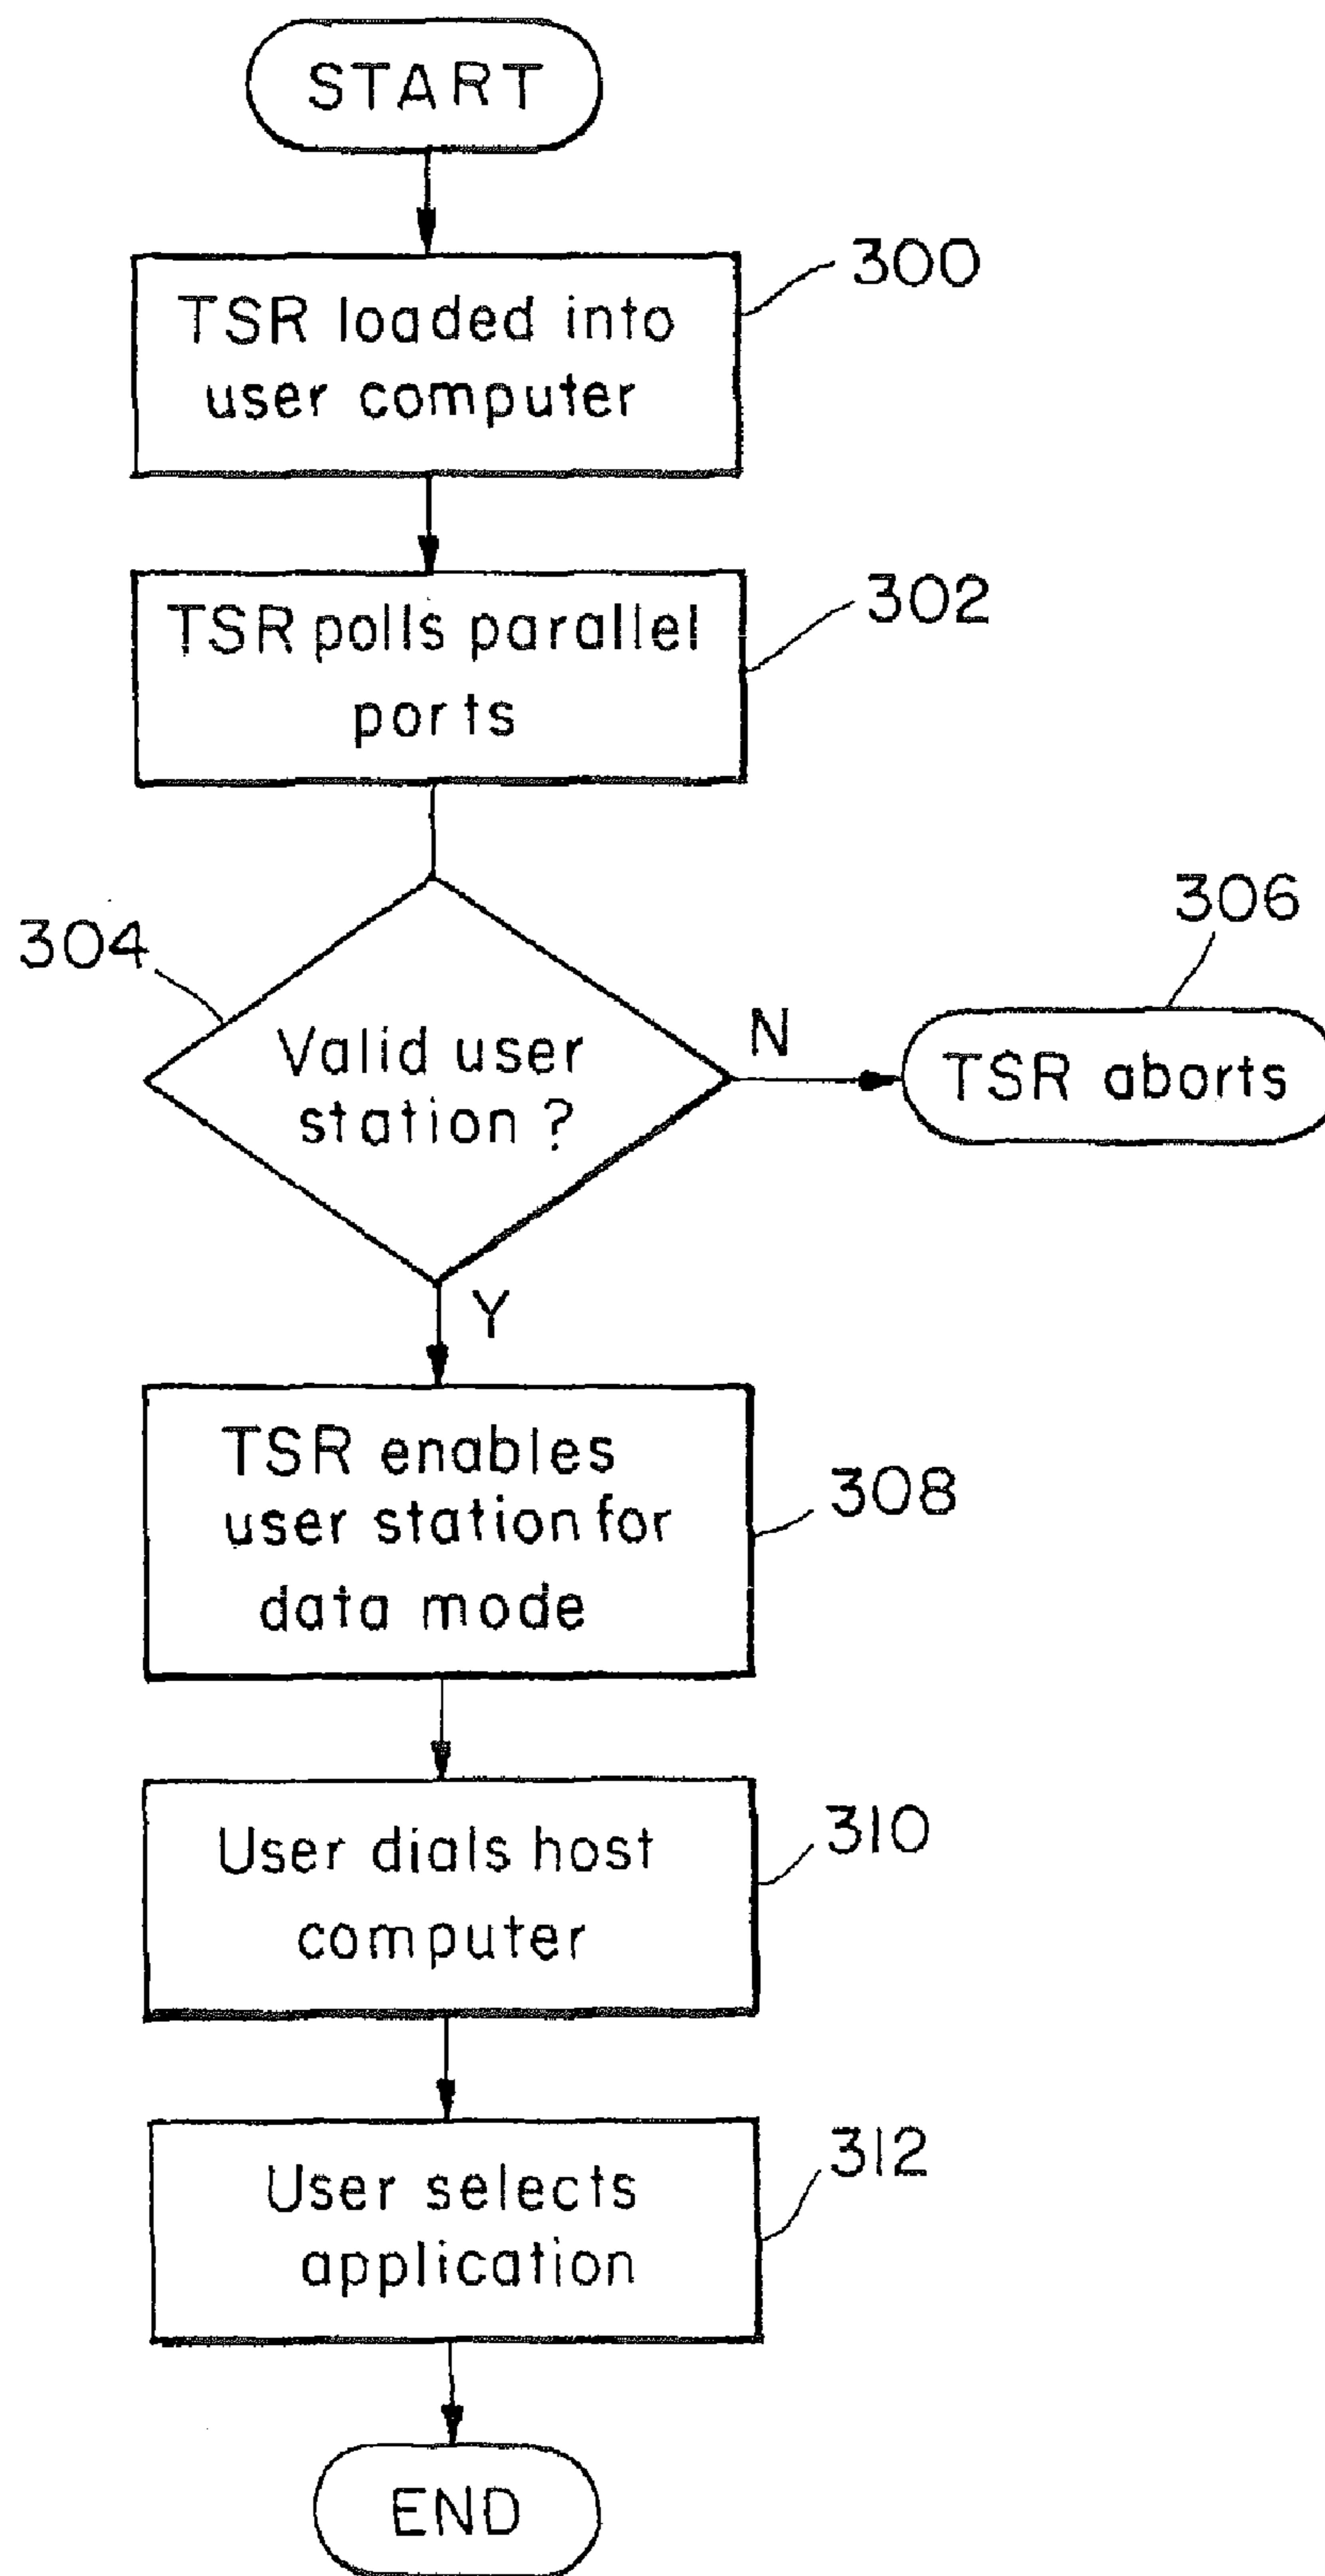 START
300
TSR loaded into
user computer
302
TSR polls parallel
ports
304
306
Valid user
station ?
N
TSR aborts
Y
TSR enables
user station for
data mode
308
User dials host
computer
310
User selects
application
312
END